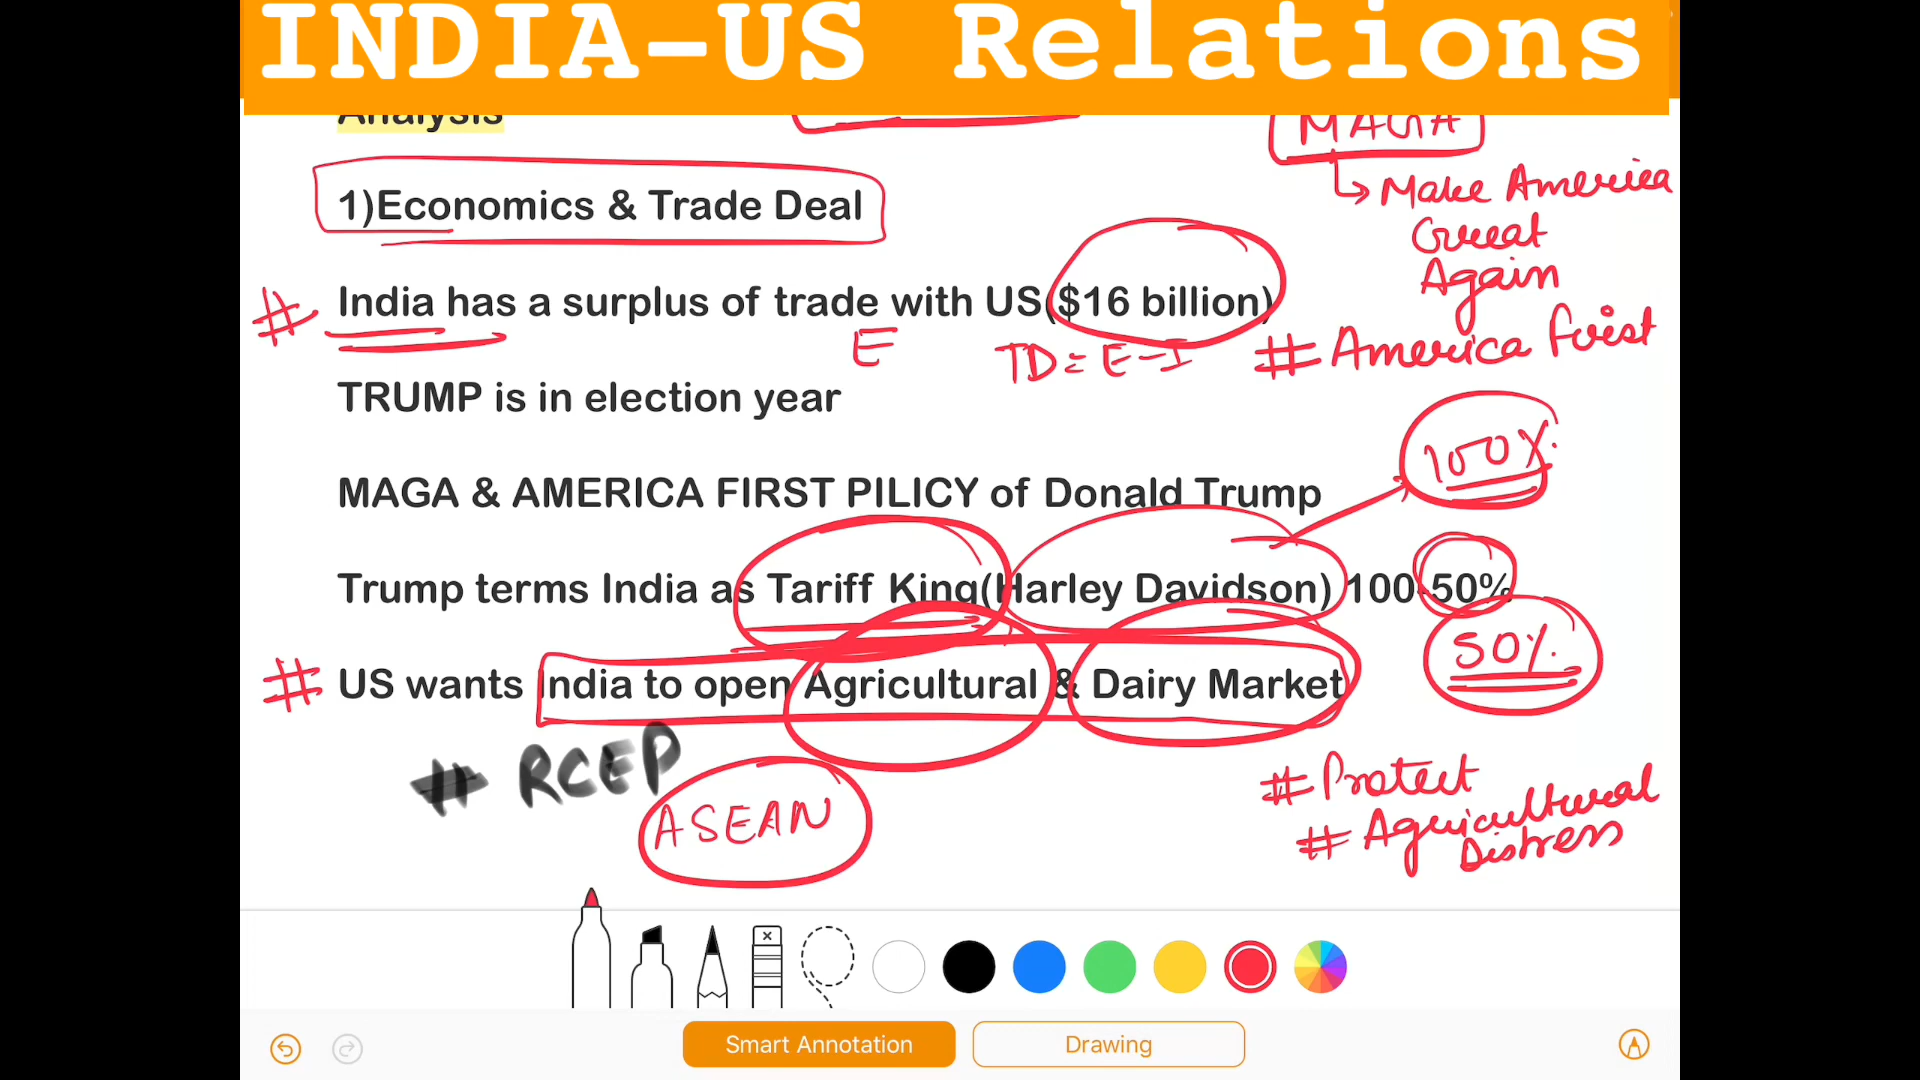 INDIA-US Relations
Analysis
MAGA
Make America
Great
Again
1)Economics & Trade Deal
# India has a surplus of trade with US($16 billion)
E
TD = E - I
# America First
TRUMP is in election year
MAGA & AMERICA FIRST PILICY of Donald Trump
100%
Trump terms India as Tariff King(Harley Davidson) 100-50%
50%
# US wants India to open Agricultural & Dairy Market
# RCEP
ASEAN
# Protect
# Agricultural
Distress
Smart Annotation
Drawing